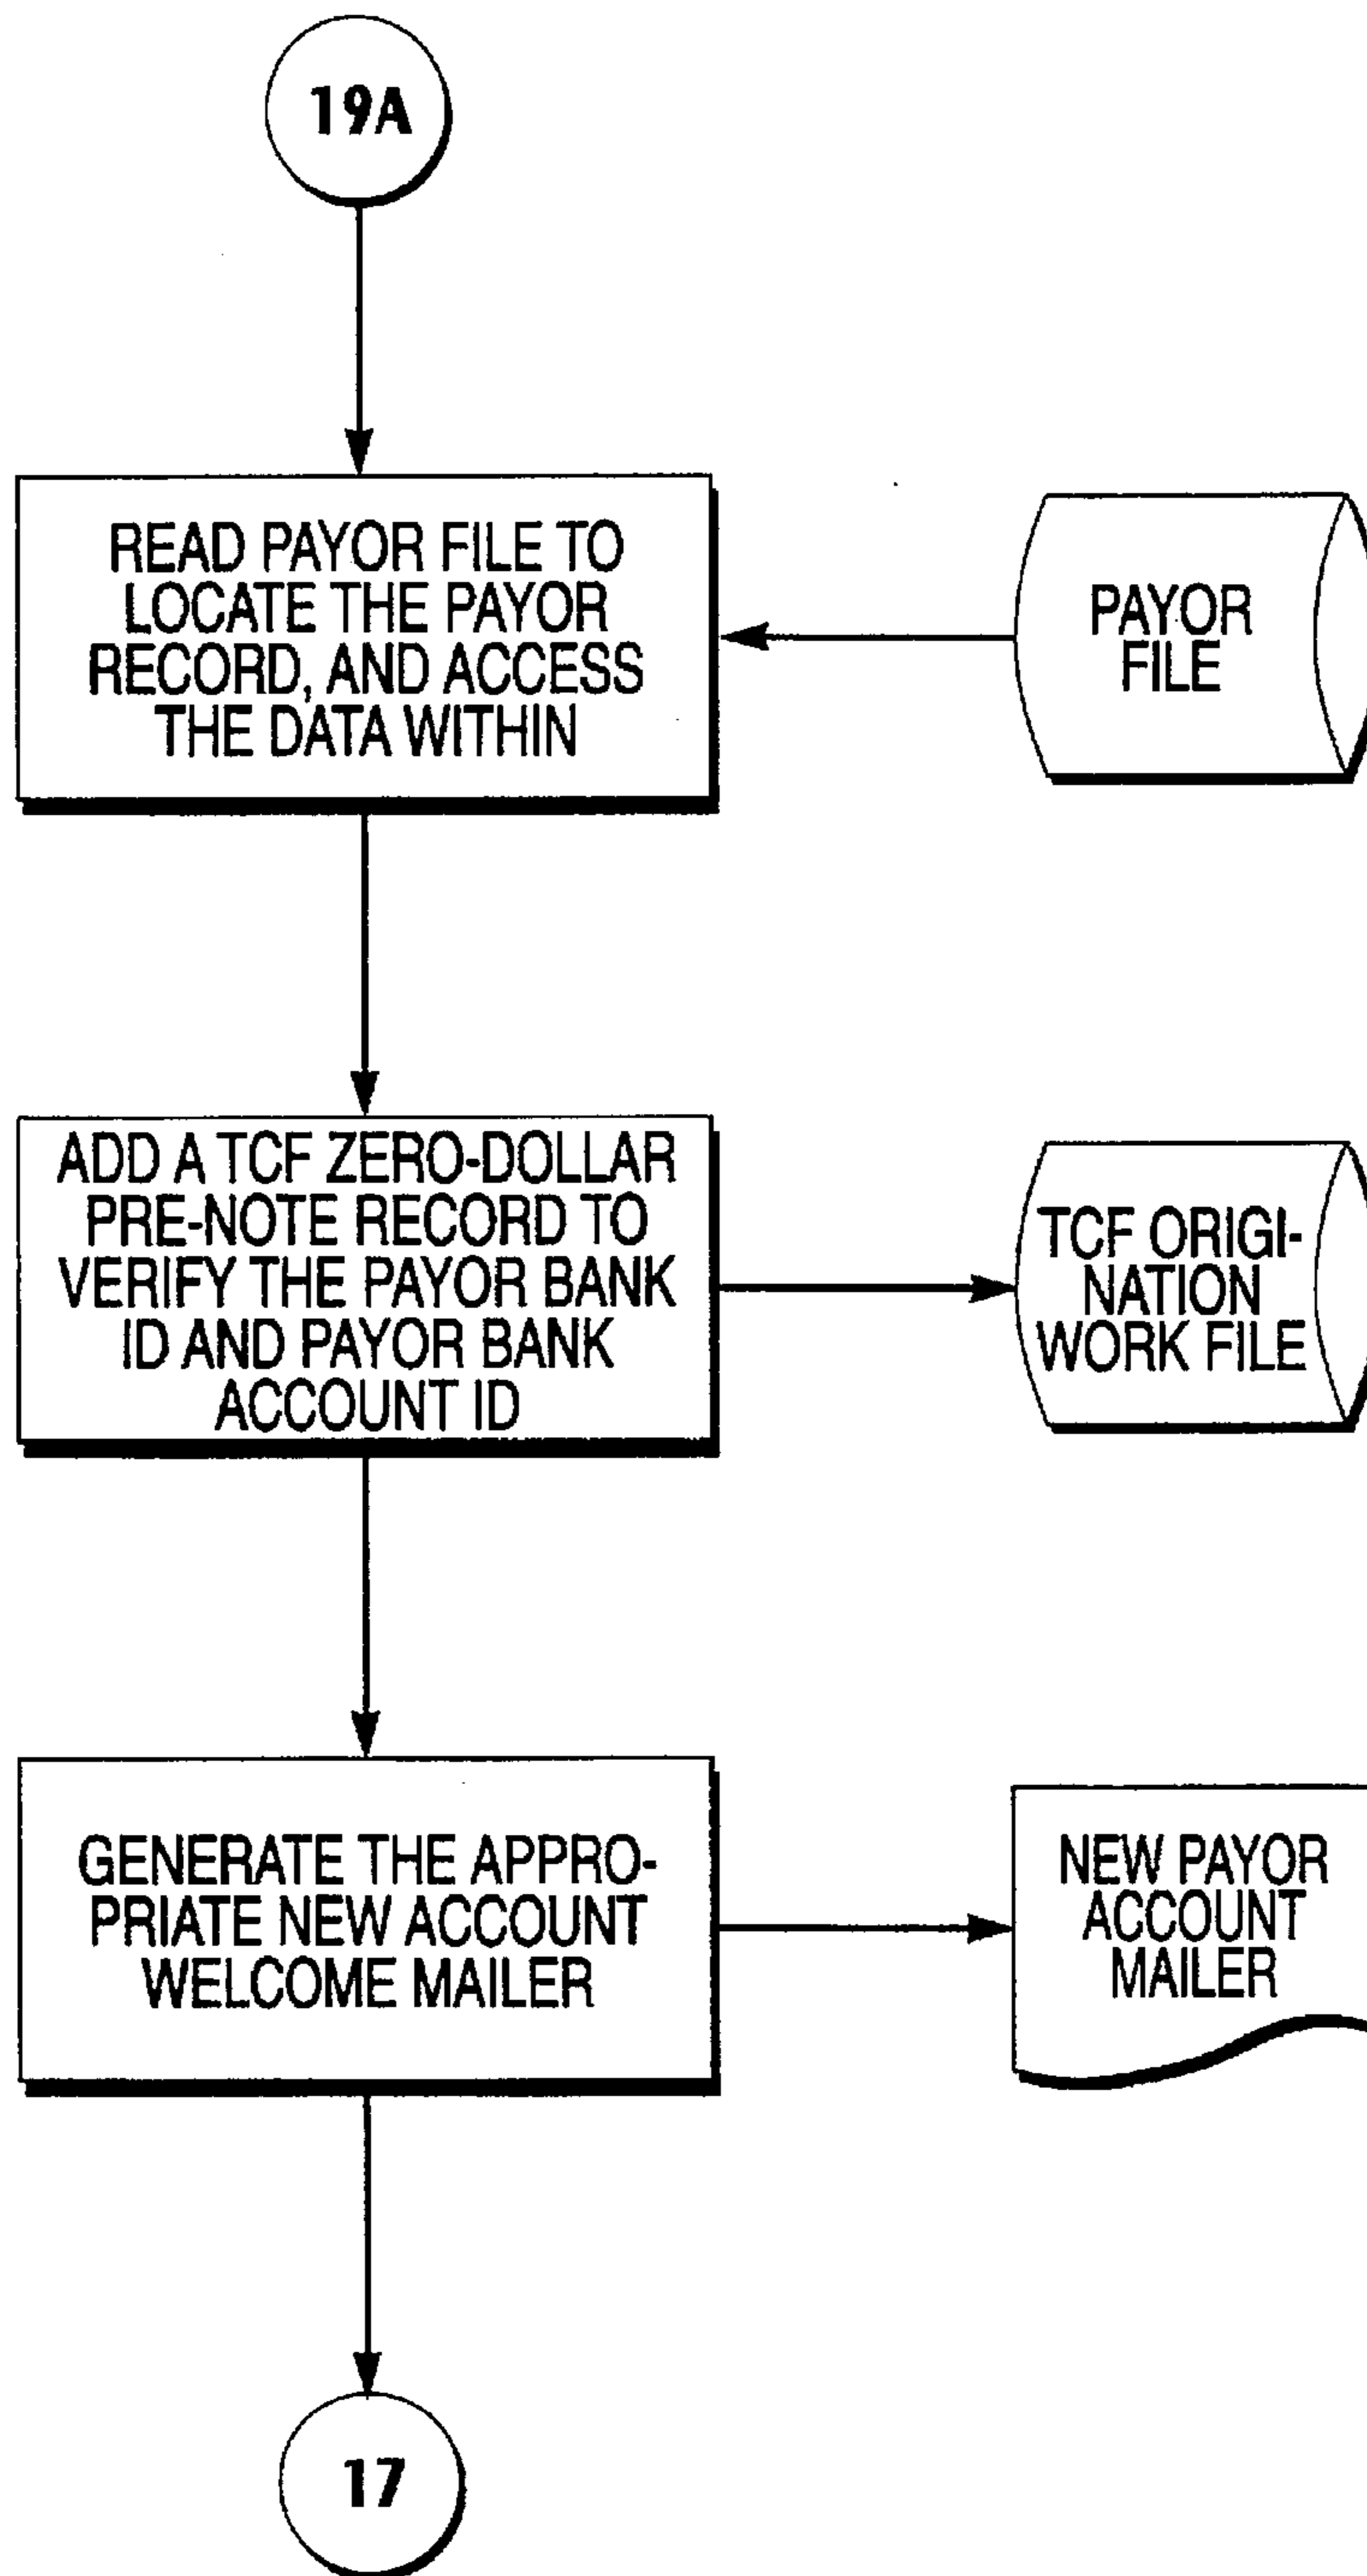 19A
READ PAYOR FILE TO
LOCATE THE PAYOR
RECORD, AND ACCESS
THE DATA WITHIN
PAYOR
FILE
ADD A TCF ZERO-DOLLAR
PRE-NOTE RECORD TO
VERIFY THE PAYOR BANK
ID AND PAYOR BANK
ACCOUNT ID
TCF ORIGI-
NATION
WORK FILE
GENERATE THE APPRO-
PRIATE NEW ACCOUNT
WELCOME MAILER
NEW PAYOR
ACCOUNT
MAILER
17